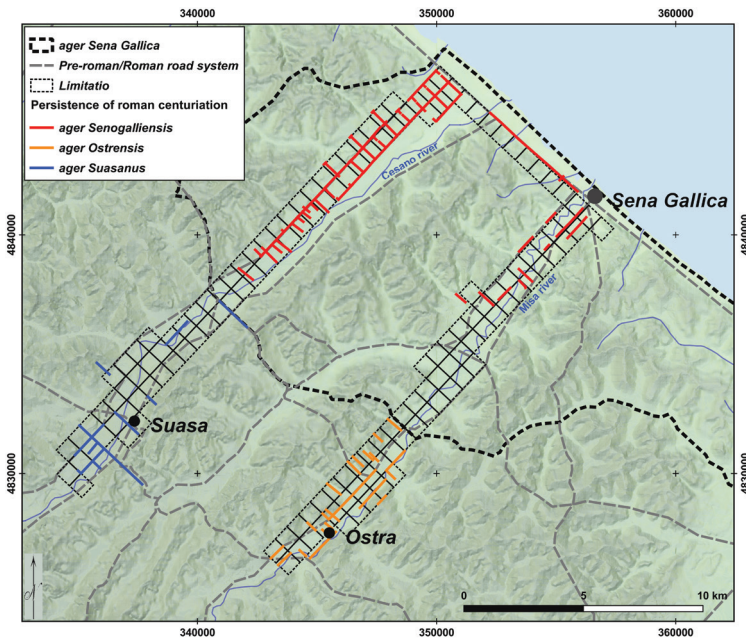 340000
350000
360000
ager Sena Gallica
Pre-roman/Roman road system
Limitatio
Persistence of roman centuriation
ager Senogalliensis
ager Ostrensis
ager Suasanus
Cesano river
Sena Gallica
4840000
4840000
Misa river
Suasa
4830000
4830000
Ostra
0
5
10 km
340000
350000
360000